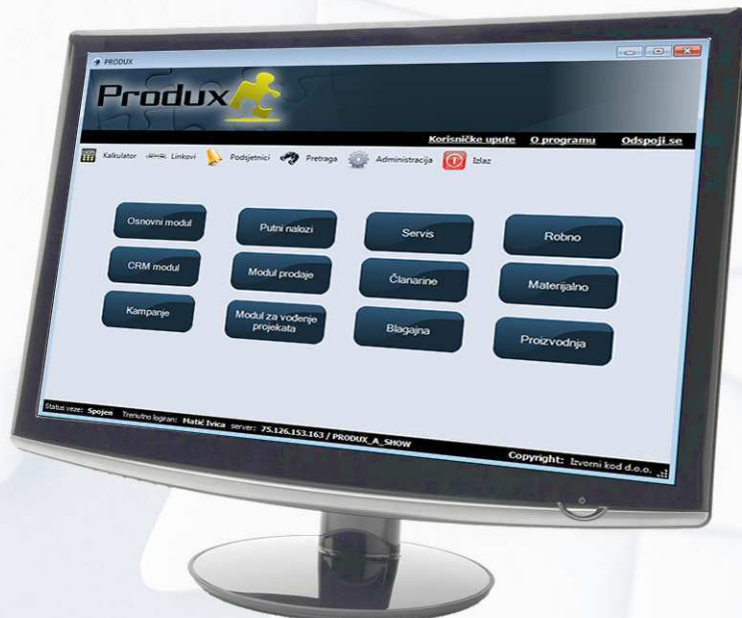 PRODUX
Produx
Korisničke upute O programu Odspoji se
Kalkulator Linkovi Podsjetnici Pretraga Administracija Izlaz
Osnovni modul Putni nalozi Servis Robno
CRM modul Modul prodaje Članarine Materijalno
Kampanje Modul za vođenje projekata Blagajna Proizvodnja
Status veze: Spojen Trenutno logiran: Matić Ivica server: 75.126.153.163 / PRODUX_A_SHOW Copyright: Izvorni kod d.o.o.